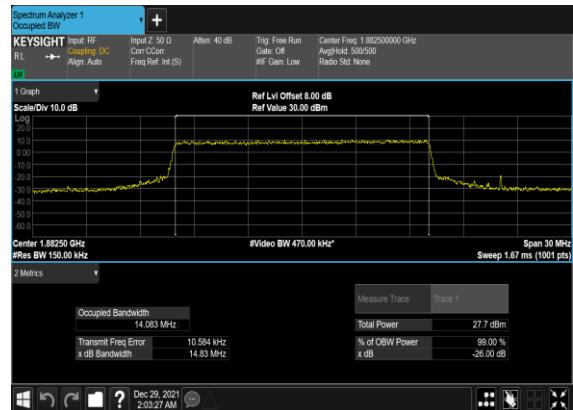 Spectrum Analyzer 1
Occupied BW
+
KEYSIGHT Input: RF Input Z: 50 Ω Atten: 40 dB Trig: Free Run Center Freq: 1.882500000 GHz
RL Coupling: DC Corr CCorr Gate: Off Avg|Hold: 500/500
Align: Auto Freq Ref: Int (S) #IF Gain: Low Radio Std: None
LXI
1 Graph
Scale/Div 10.0 dB Ref Lvl Offset 8.00 dB
Ref Value 30.00 dBm
Log
20.0
10.0
0.00
-10.0
-20.0
-30.0
-40.0
-50.0
-60.0
Center 1.88250 GHz #Video BW 470.00 kHz* Span 30 MHz
#Res BW 150.00 kHz Sweep 1.67 ms (1001 pts)
2 Metrics
Measure Trace Trace 1
Occupied Bandwidth
14.083 MHz Total Power 27.7 dBm
Transmit Freq Error 10.584 kHz % of OBW Power 99.00 %
x dB Bandwidth 14.83 MHz x dB -26.00 dB
? Dec 29, 2021
2:03:27 AM